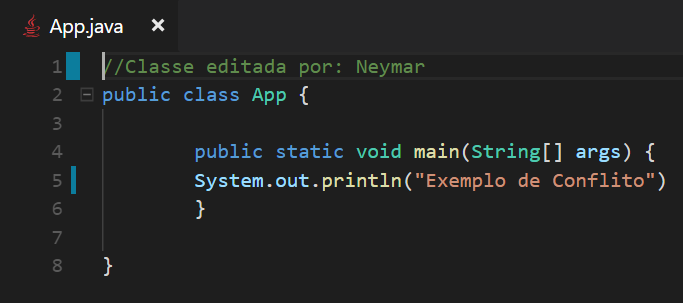 App.java ×
1 //Classe editada por: Neymar
2 public class App {
3
4 public static void main(String[] args) {
5 System.out.println("Exemplo de Conflito")
6 }
7
8 }